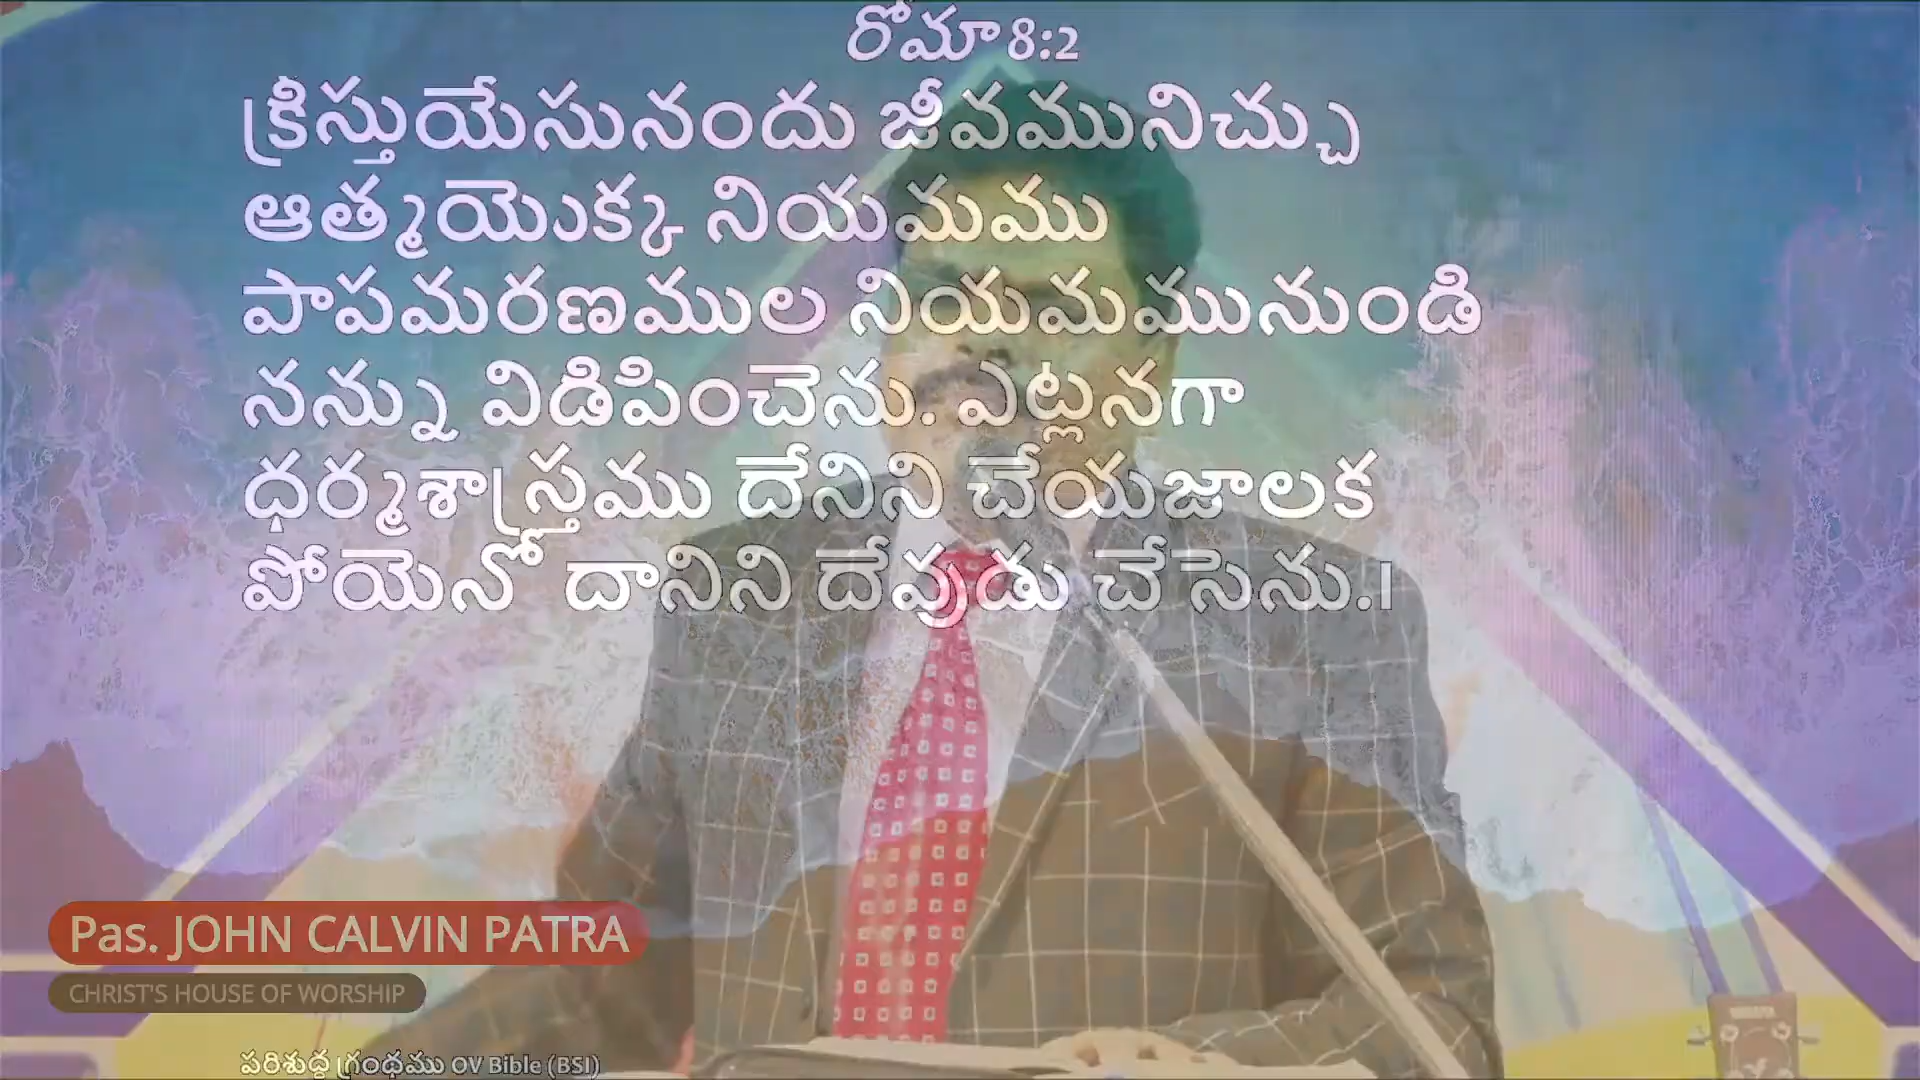 రోమా 8:2
క్రీస్తుయేసునందు జీవమునిచ్చు
ఆత్మయొక్క నియమము
పాపమరణముల నియమమునుండి
నన్ను విడిపించెను. ఎట్లనగా
ధర్మశాస్త్రము దేనిని చేయజాలక
పోయెనో దానిని దేవుడు చేసెను.।
Pas. JOHN CALVIN PATRA
CHRIST'S HOUSE OF WORSHIP
పరిశుద్ధ గ్రంథము OV Bible (BSI)